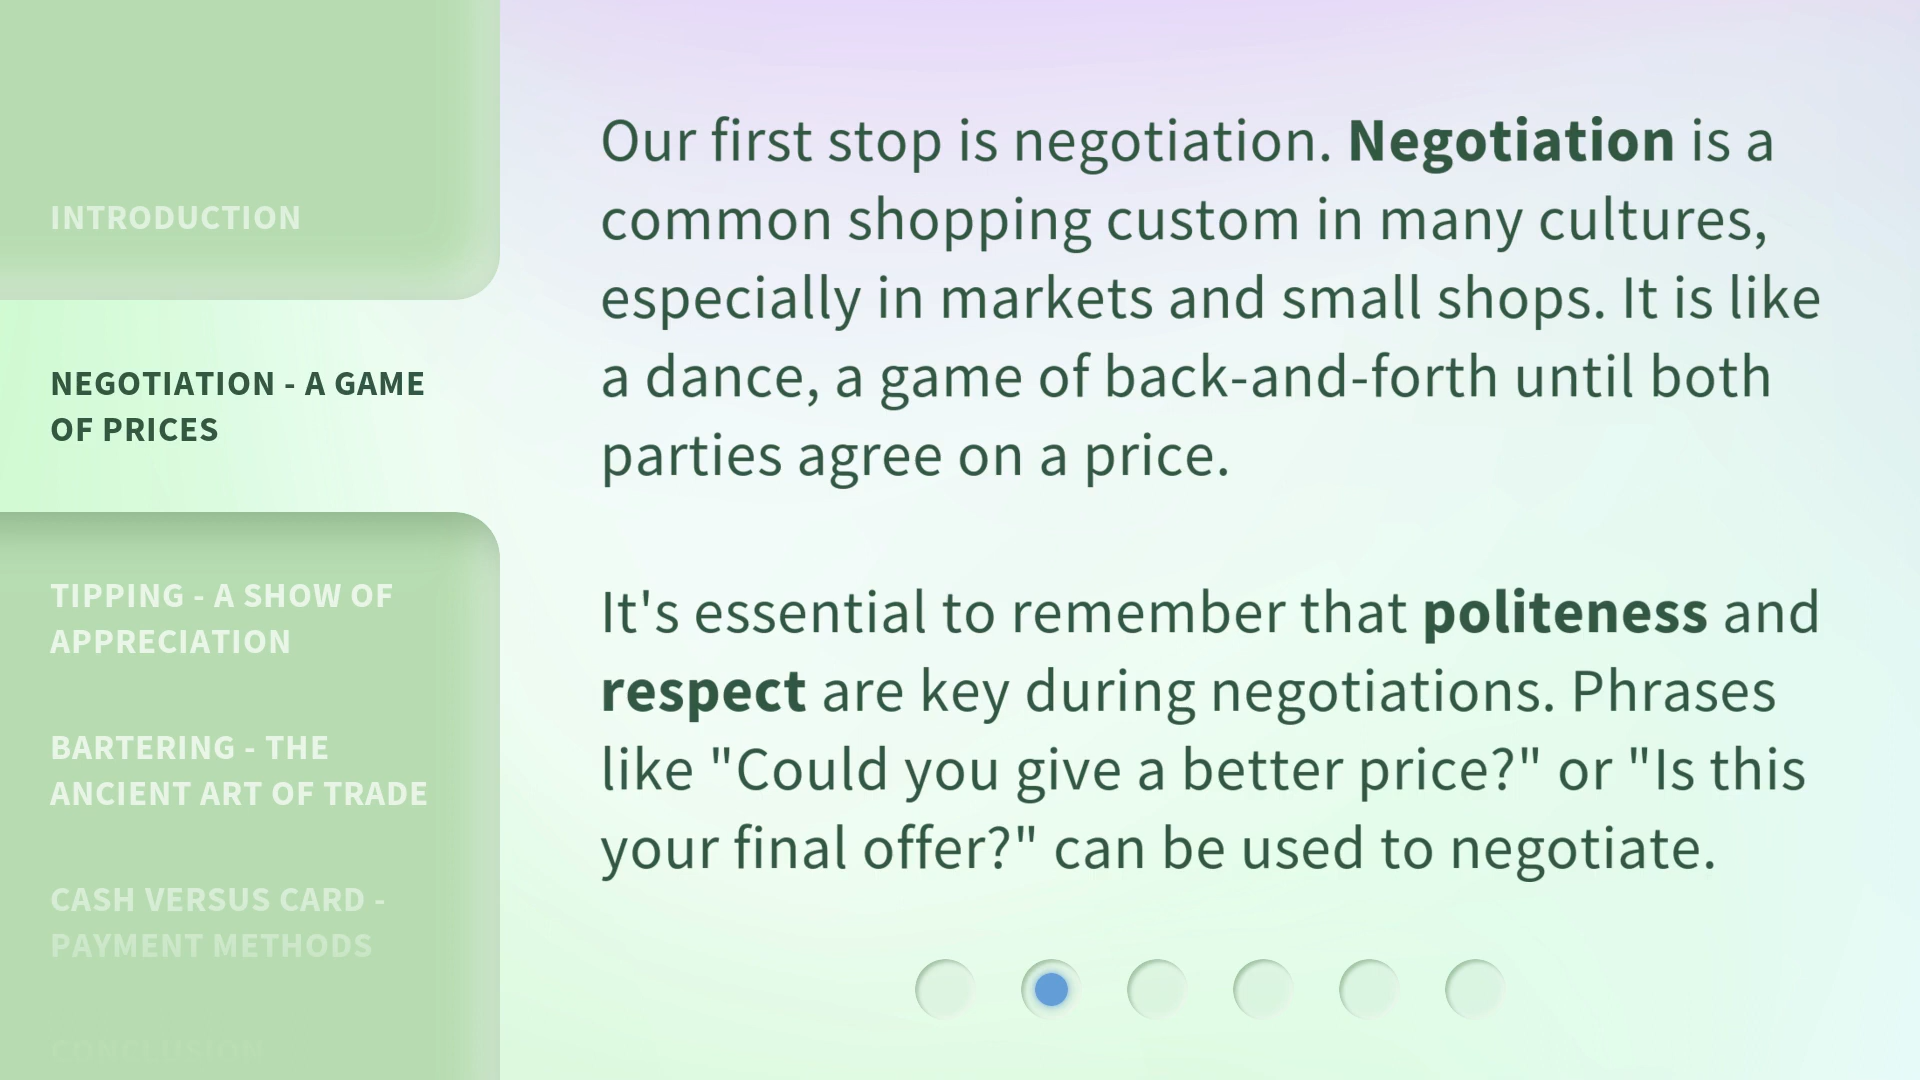 INTRODUCTION
NEGOTIATION - A GAME
OF PRICES
TIPPING - A SHOW OF
APPRECIATION
BARTERING - THE
ANCIENT ART OF TRADE
CASH VERSUS CARD -
PAYMENT METHODS
CONCLUSION
Our first stop is negotiation. Negotiation is a
common shopping custom in many cultures,
especially in markets and small shops. It is like
a dance, a game of back-and-forth until both
parties agree on a price.
It's essential to remember that politeness and
respect are key during negotiations. Phrases
like "Could you give a better price?" or "Is this
your final offer?" can be used to negotiate.